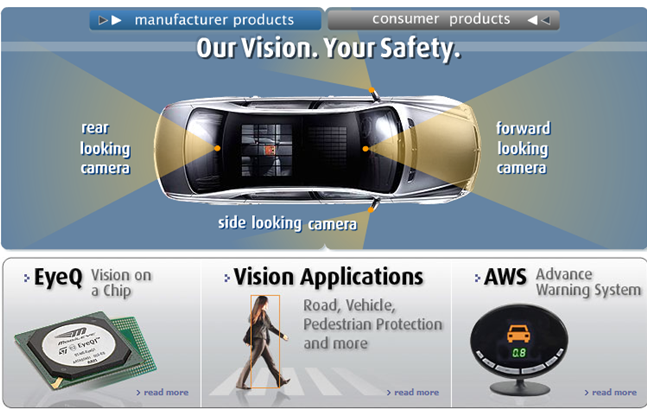 manufacturer products
consumer products
Our Vision. Your Safety.
rear
looking
camera
forward
looking
camera
side looking camera
EyeQ Vision on
a Chip
MOBILEYE
EyeQ
read more
Vision Applications
Road, Vehicle,
Pedestrian Protection
and more
read more
AWS Advance
Warning System
0.8
read more